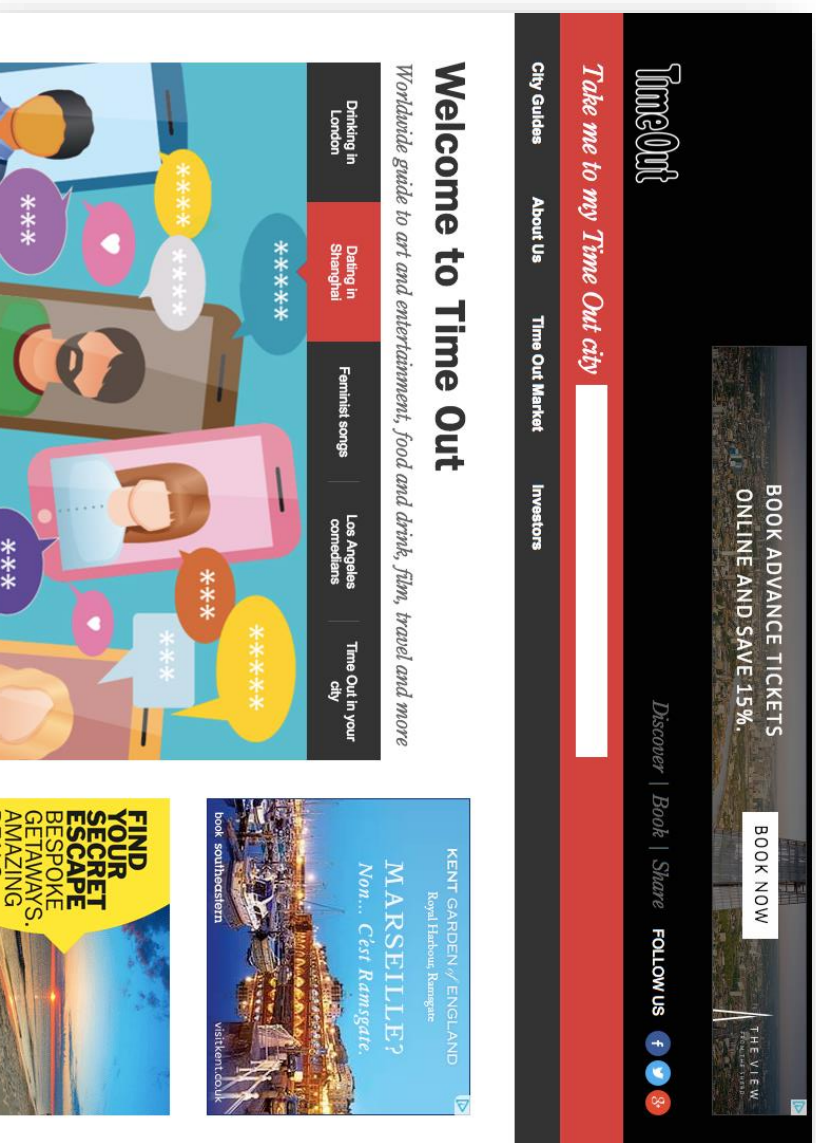 BOOK ADVANCE TICKETS
ONLINE AND SAVE 15%.
BOOK NOW
THE VIEW
TimeOut
Discover | Book | Share FOLLOW US
Take me to my Time Out city
City Guides About Us Time Out Market Investors
Welcome to Time Out
Worldwide guide to art and entertainment, food and drink, film, travel and more
Drinking in
London
Dating in
Shanghai
Feminist songs
Los Angeles
comedians
Time Out in your
city
*****
****
****
***
***
*****
***
***
KENT GARDEN of ENGLAND
Royal Harbour, Ramsgate
MARSEILLE?
Non... C'est Ramsgate.
book southeastern
visitkent.co.uk
FIND
YOUR
SECRET
ESCAPE
BESPOKE
GETAWAYS.
AMAZING